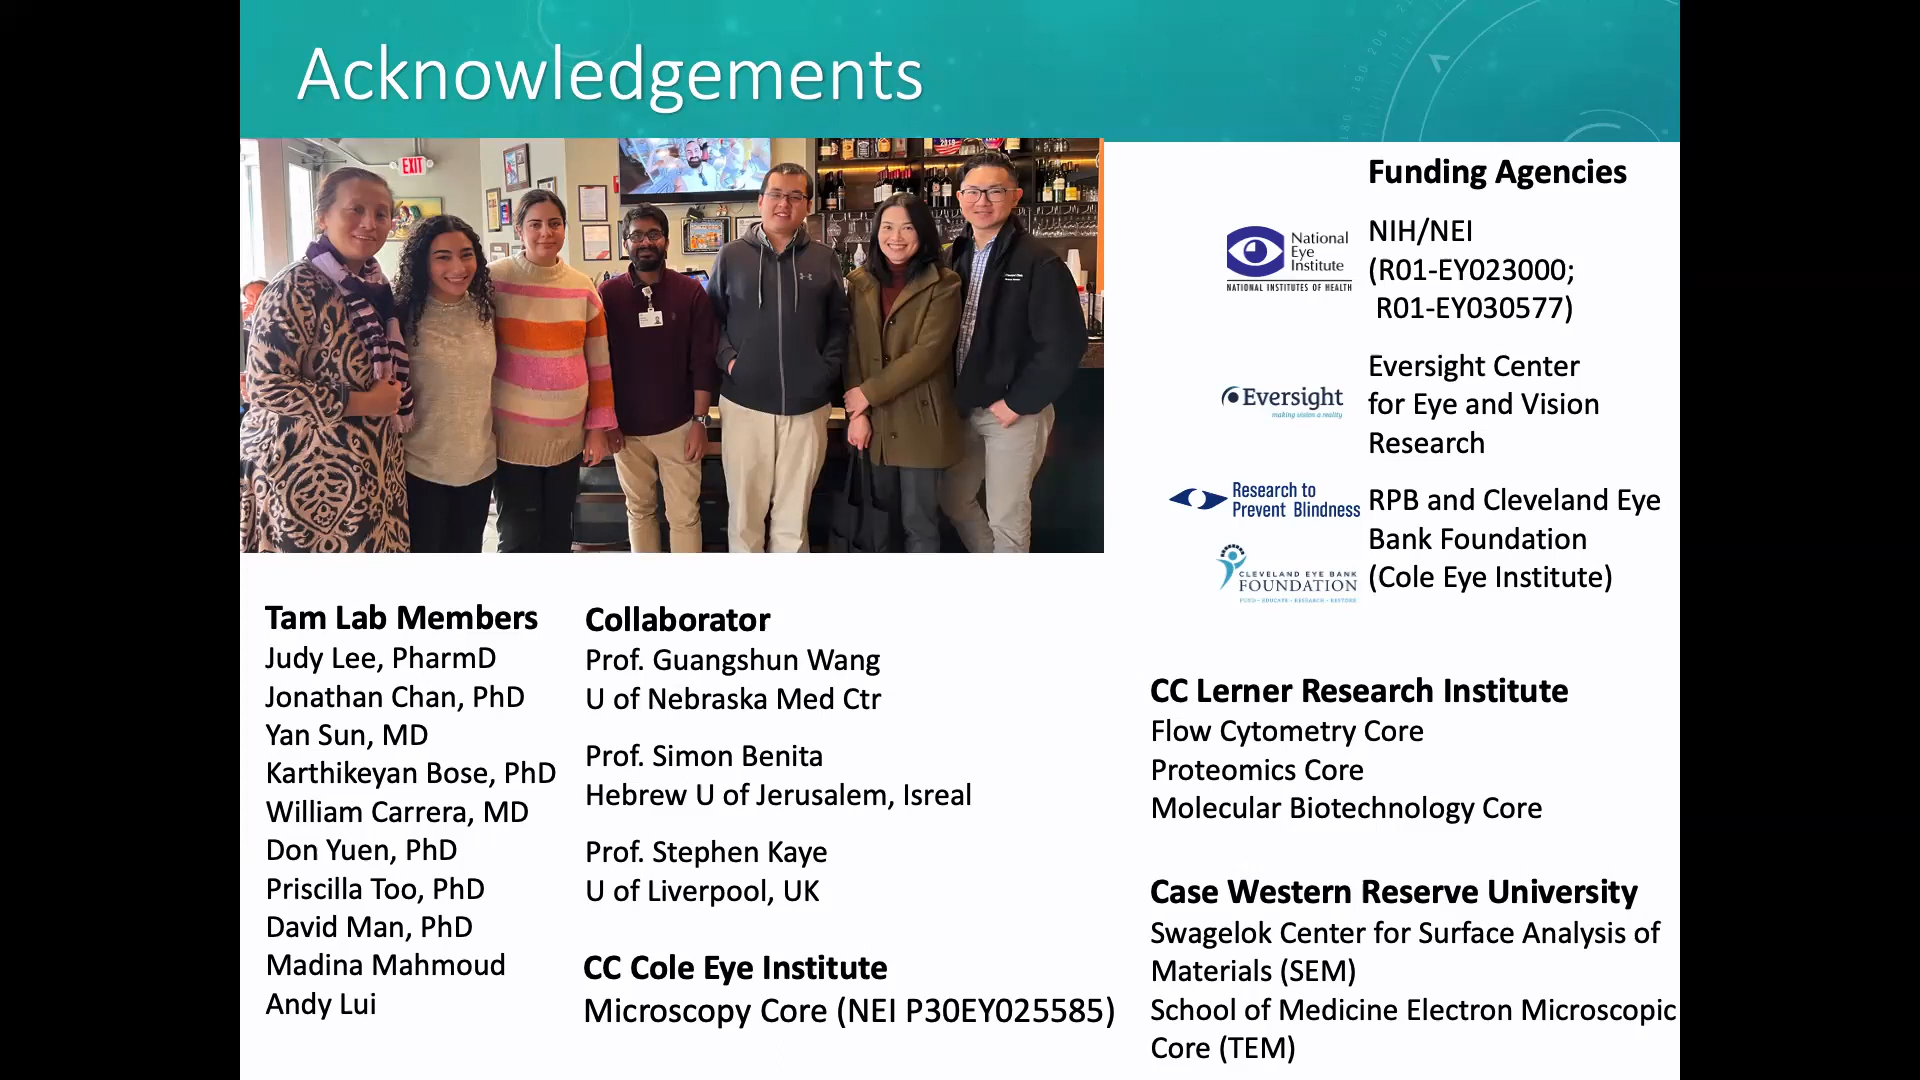 Acknowledgements
EXIT
Tam Lab Members
Judy Lee, PharmD
Jonathan Chan, PhD
Yan Sun, MD
Karthikeyan Bose, PhD
William Carrera, MD
Don Yuen, PhD
Priscilla Too, PhD
David Man, PhD
Madina Mahmoud
Andy Lui
Collaborator
Prof. Guangshun Wang
U of Nebraska Med Ctr
Prof. Simon Benita
Hebrew U of Jerusalem, Isreal
Prof. Stephen Kaye
U of Liverpool, UK
CC Cole Eye Institute
Microscopy Core (NEI P30EY025585)
Funding Agencies
National
Eye
Institute
NATIONAL INSTITUTES OF HEALTH
NIH/NEI
(R01-EY023000;
R01-EY030577)
Eversight
making vision a reality
Eversight Center
for Eye and Vision
Research
Research to
Prevent Blindness
RPB and Cleveland Eye
Bank Foundation
(Cole Eye Institute)
CLEVELAND EYE BANK
FOUNDATION
FUND · EDUCATE · RESEARCH · RESTORE
CC Lerner Research Institute
Flow Cytometry Core
Proteomics Core
Molecular Biotechnology Core
Case Western Reserve University
Swagelok Center for Surface Analysis of
Materials (SEM)
School of Medicine Electron Microscopic
Core (TEM)